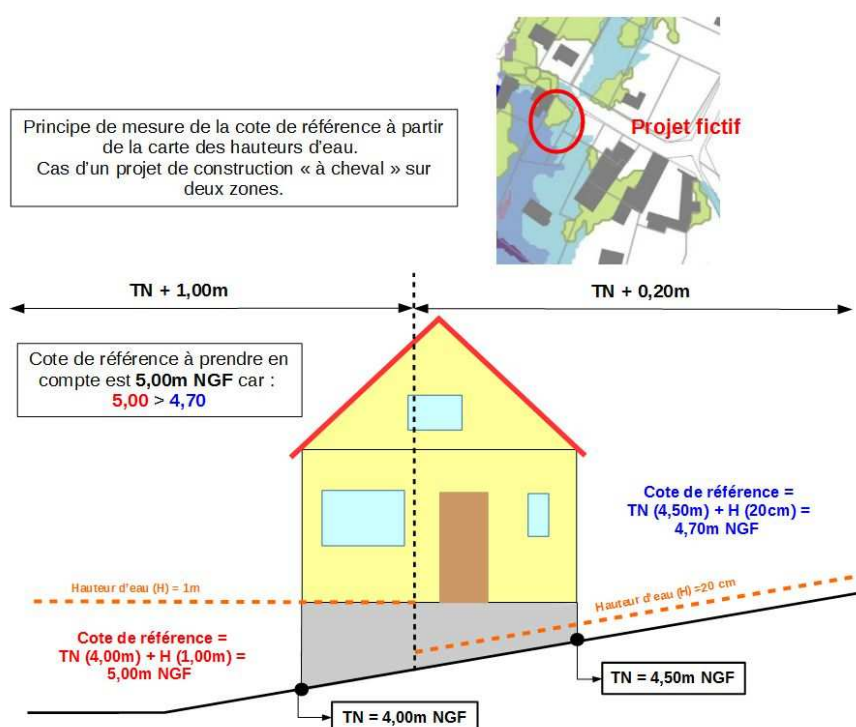 Principe de mesure de la cote de référence à partir
de la carte des hauteurs d'eau.
Cas d'un projet de construction « à cheval » sur
deux zones.
Projet fictif
TN + 1,00m
TN + 0,20m
Cote de référence à prendre en
compte est 5,00m NGF car :
5,00 > 4,70
Cote de référence =
TN (4,50m) + H (20cm) =
4,70m NGF
Hauteur d'eau (H) = 1m
Hauteur d'eau (H) =20 cm
Cote de référence =
TN (4,00m) + H (1,00m) =
5,00m NGF
TN = 4,50m NGF
TN = 4,00m NGF